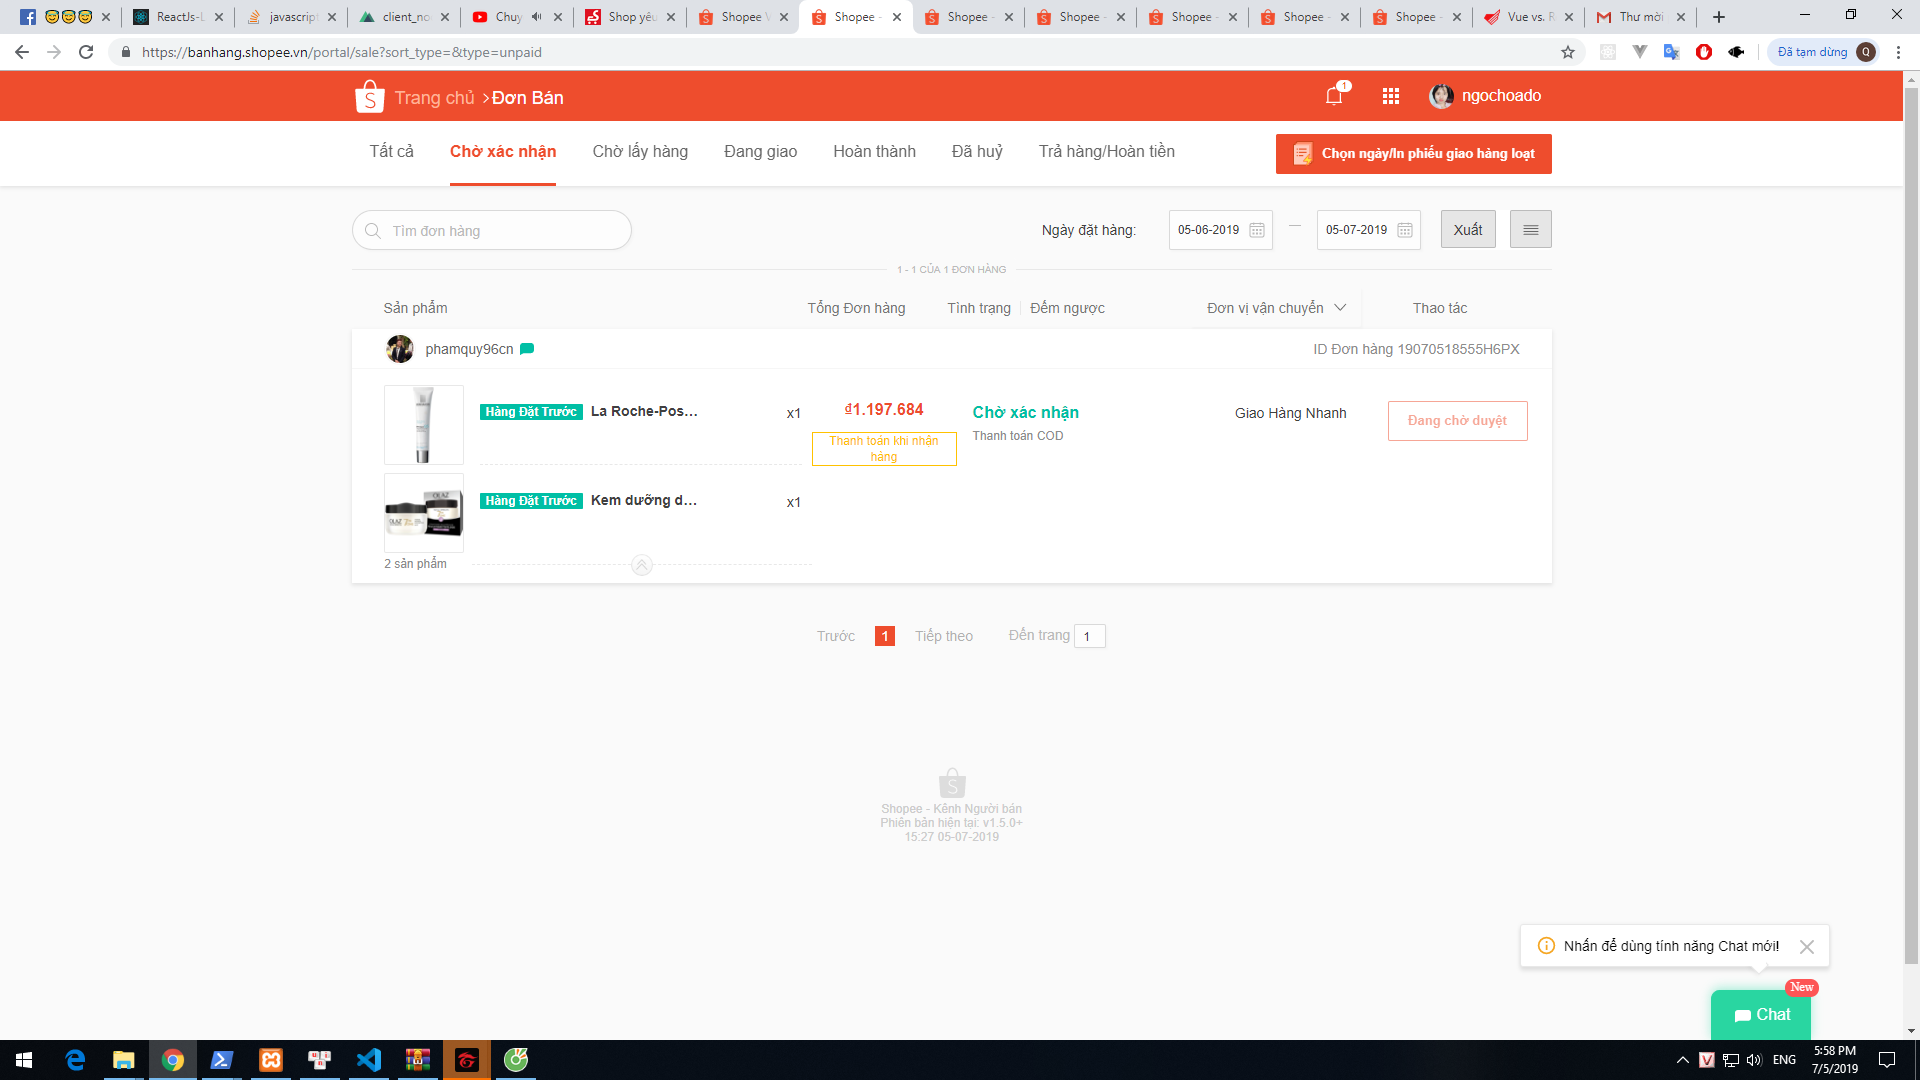 ReactJs-L
javascript
client_no
Chuy
Shop yêu
Shopee V
Shopee -
Shopee -
Shopee -
Shopee -
Shopee -
Shopee -
Vue vs. R
Thư mời
https://banhang.shopee.vn/portal/sale?sort_type=&type=unpaid
Đã tạm dừng
Q
Trang chủ > Đơn Bán
1
ngochoado
Tất cả
Chờ xác nhận
Chờ lấy hàng
Đang giao
Hoàn thành
Đã huỷ
Trả hàng/Hoàn tiền
Chọn ngày/In phiếu giao hàng loạt
Tìm đơn hàng
Ngày đặt hàng:
05-06-2019
05-07-2019
Xuất
1 - 1 CỦA 1 ĐƠN HÀNG
Sản phẩm
Tổng Đơn hàng
Tình trạng
Đếm ngược
Đơn vị vận chuyển
Thao tác
phamquy96cn
ID Đơn hàng 19070518555H6PX
Hàng Đặt Trước
La Roche-Pos...
x1
₫1.197.684
Thanh toán khi nhận
hàng
Chờ xác nhận
Thanh toán COD
Giao Hàng Nhanh
Đang chờ duyệt
Hàng Đặt Trước
Kem dưỡng d...
x1
OLAZ
2 sản phẩm
Trước
1
Tiếp theo
Đến trang
1
Shopee - Kênh Người bán
Phiên bản hiện tại: v1.5.0+
15:27 05-07-2019
Nhấn để dùng tính năng Chat mới!
New
Chat
ENG
5:58 PM
7/5/2019